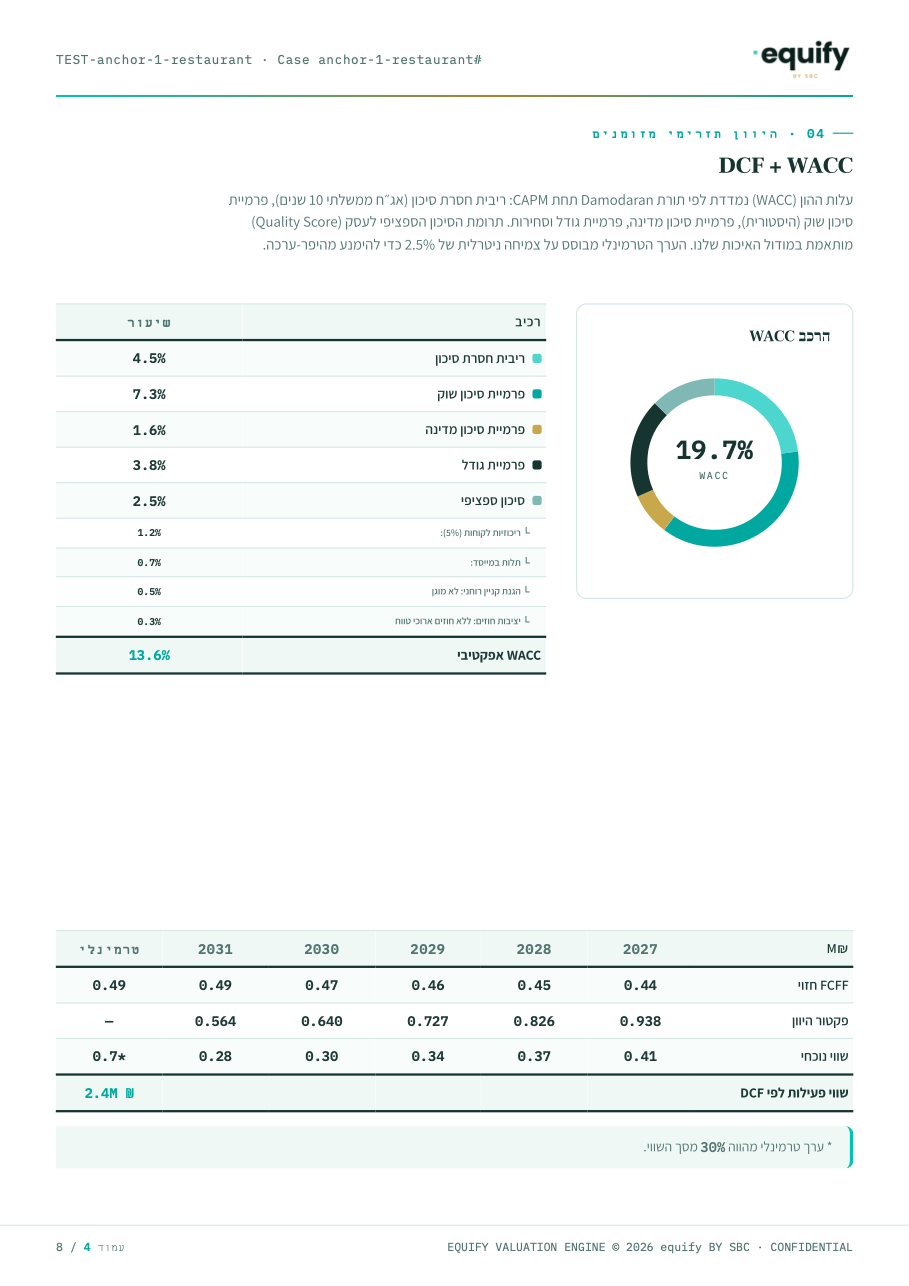 TEST-anchor-1-restaurant · Case anchor-1-restaurant#
equify
BY SBC
04 · היוון תזרימי מזומנים
DCF + WACC
עלות ההון (WACC) נמדדת לפי תורת Damodaran תחת CAPM: ריבית חסרת סיכון (אג״ח ממשלתי 10 שנים), פרמיית
סיכון שוק (היסטורית), פרמיית סיכון מדינה, פרמיית גודל וסחירות. תרומת הסיכון הספציפי לעסק (Quality Score)
מותאמת במודול האיכות שלנו. הערך הטרמינלי מבוסס על צמיחה ניטרלית של 2.5% כדי להימנע מהיפר-ערכה.
הרכב WACC
19.7%
WACC
רכיב שיעור
ריבית חסרת סיכון 4.5%
פרמיית סיכון שוק 7.3%
פרמיית סיכון מדינה 1.6%
פרמיית גודל 3.8%
סיכון ספציפי 2.5%
└ ריכוזיות לקוחות (5%): 1.2%
└ תלות במייסד: 0.7%
└ הגנת קניין רוחני: לא מוגן 0.5%
└ יציבות חוזים: ללא חוזים ארוכי טווח 0.3%
WACC אפקטיבי 13.6%
₪M 2027 2028 2029 2030 2031 טרמינלי
FCFF חזוי 0.44 0.45 0.46 0.47 0.49 0.49
פקטור היוון 0.938 0.826 0.727 0.640 0.564 —
שווי נוכחי 0.41 0.37 0.34 0.30 0.28 0.7*
שווי פעילות לפי DCF ₪ 2.4M
* ערך טרמינלי מהווה 30% מסך השווי.
EQUIFY VALUATION ENGINE © 2026 equify BY SBC · CONFIDENTIAL
עמוד 4 / 8